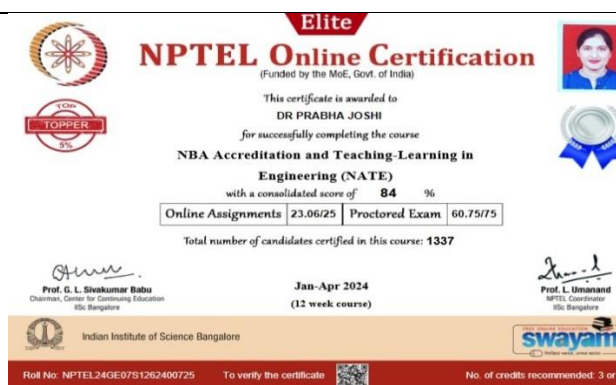 Elite
NPTEL Online Certification
(Funded by the MoE, Govt. of India)
This certificate is awarded to
DR PRABHA JOSHI
for successfully completing the course
NBA Accreditation and Teaching-Learning in
Engineering (NATE)
with a consolidated score of 84 %
Online Assignments 23.06/25 Proctored Exam 60.75/75
Total number of candidates certified in this course: 1337
TOP
TOPPER
5%
Prof. G. L. Sivakumar Babu
Chairman, Center for Continuing Education
IISc Bangalore
Jan-Apr 2024
(12 week course)
Prof. L. Umanand
NPTEL Coordinator
IISc Bangalore
Indian Institute of Science Bangalore
FREE ONLINE EDUCATION
swayam
Roll No: NPTEL24GE07S1262400725 To verify the certificate No. of credits recommended: 3 or